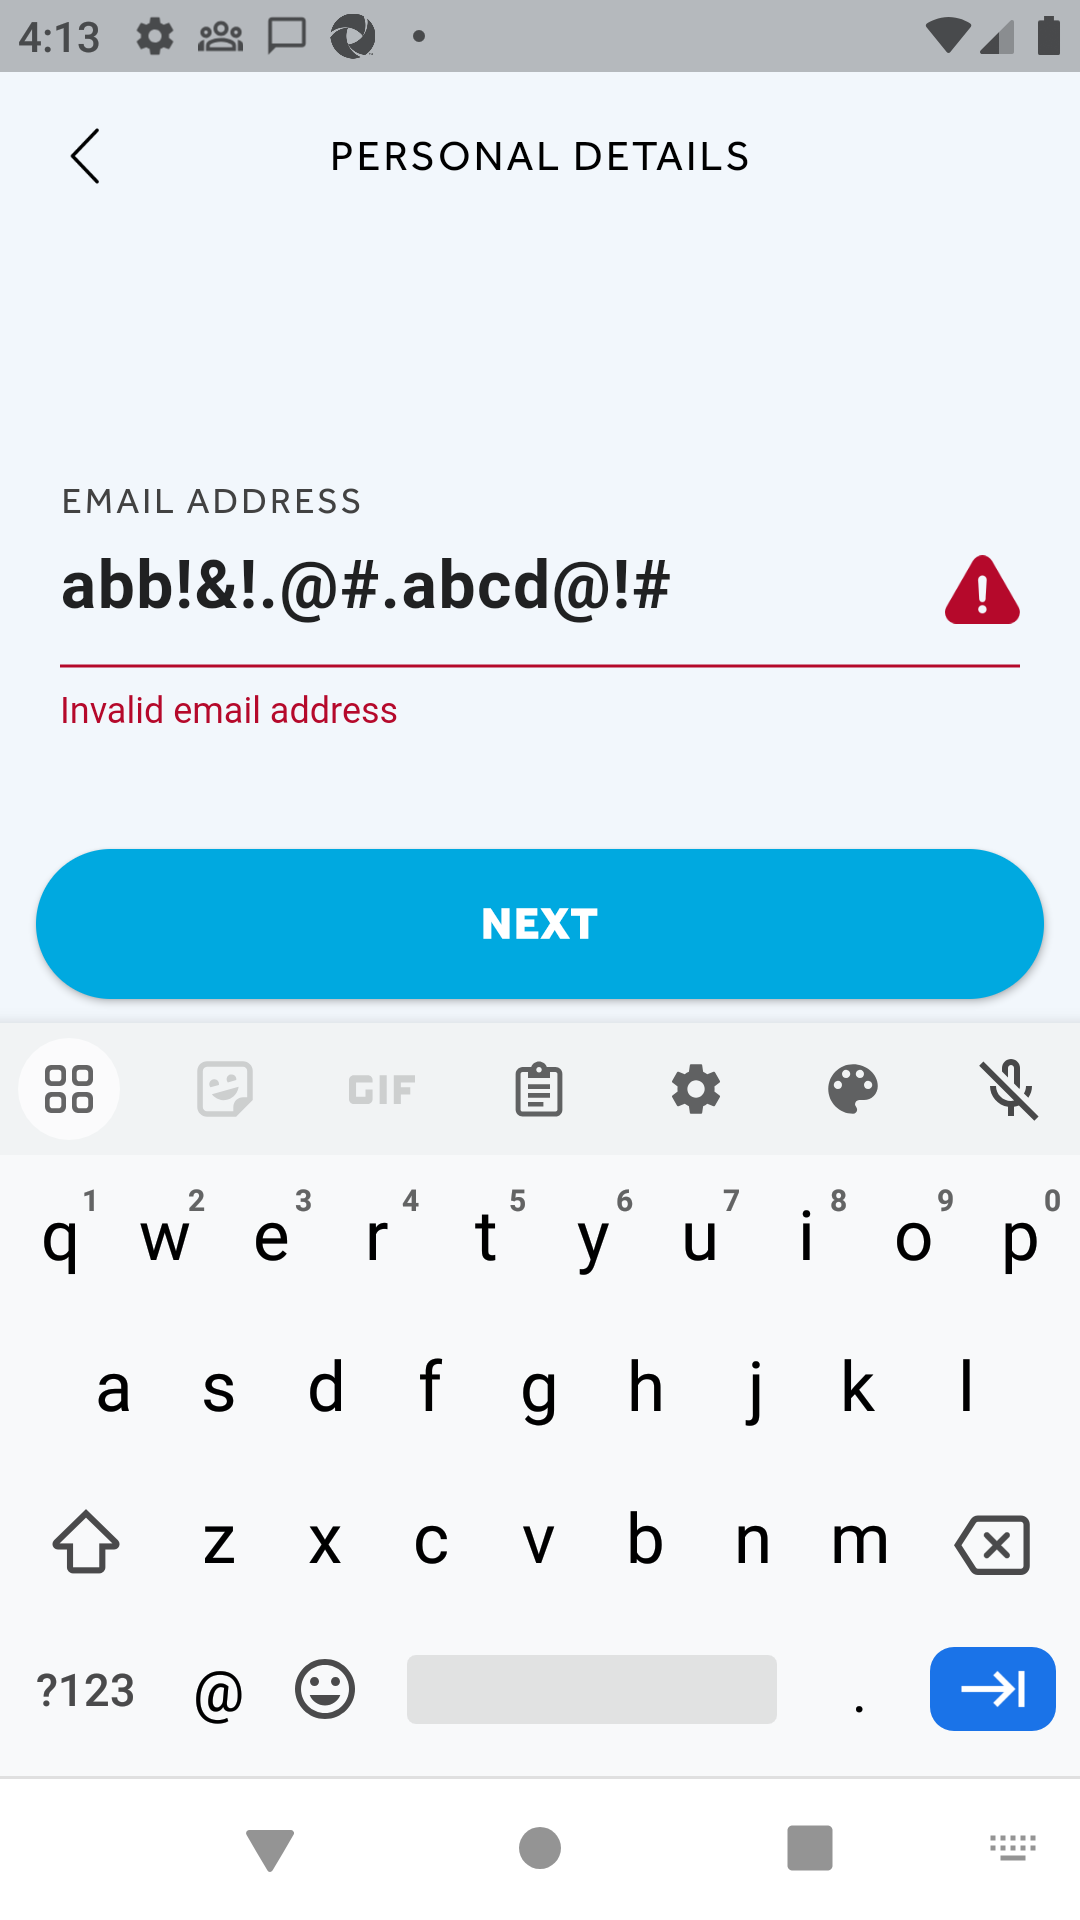 4:13
PERSONAL DETAILS
EMAIL ADDRESS
abb!&!.@#.abcd@!#
Invalid email address
NEXT
GIF
1 2 3 4 5 6 7 8 9 0
q w e r t y u i o p
a s d f g h j k l
z x c v b n m
?123 @ .